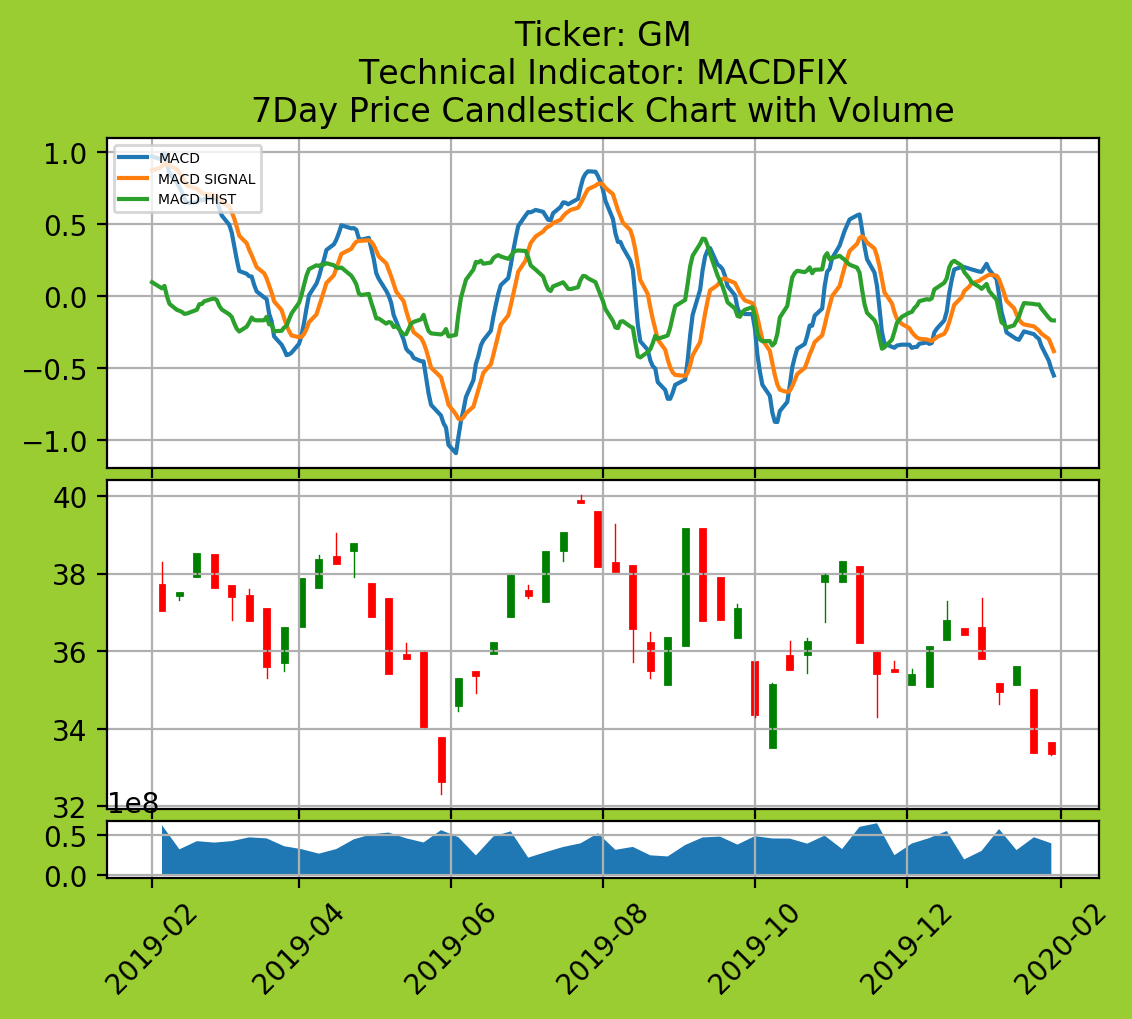 Ticker: GM
Technical Indicator: MACDFIX
7Day Price Candlestick Chart with Volume
MACD
MACD SIGNAL
MACD HIST
1.0
0.5
0.0
−0.5
−1.0
40
38
36
34
32
1e8
0.5
0.0
2019-02
2019-04
2019-06
2019-08
2019-10
2019-12
2020-02